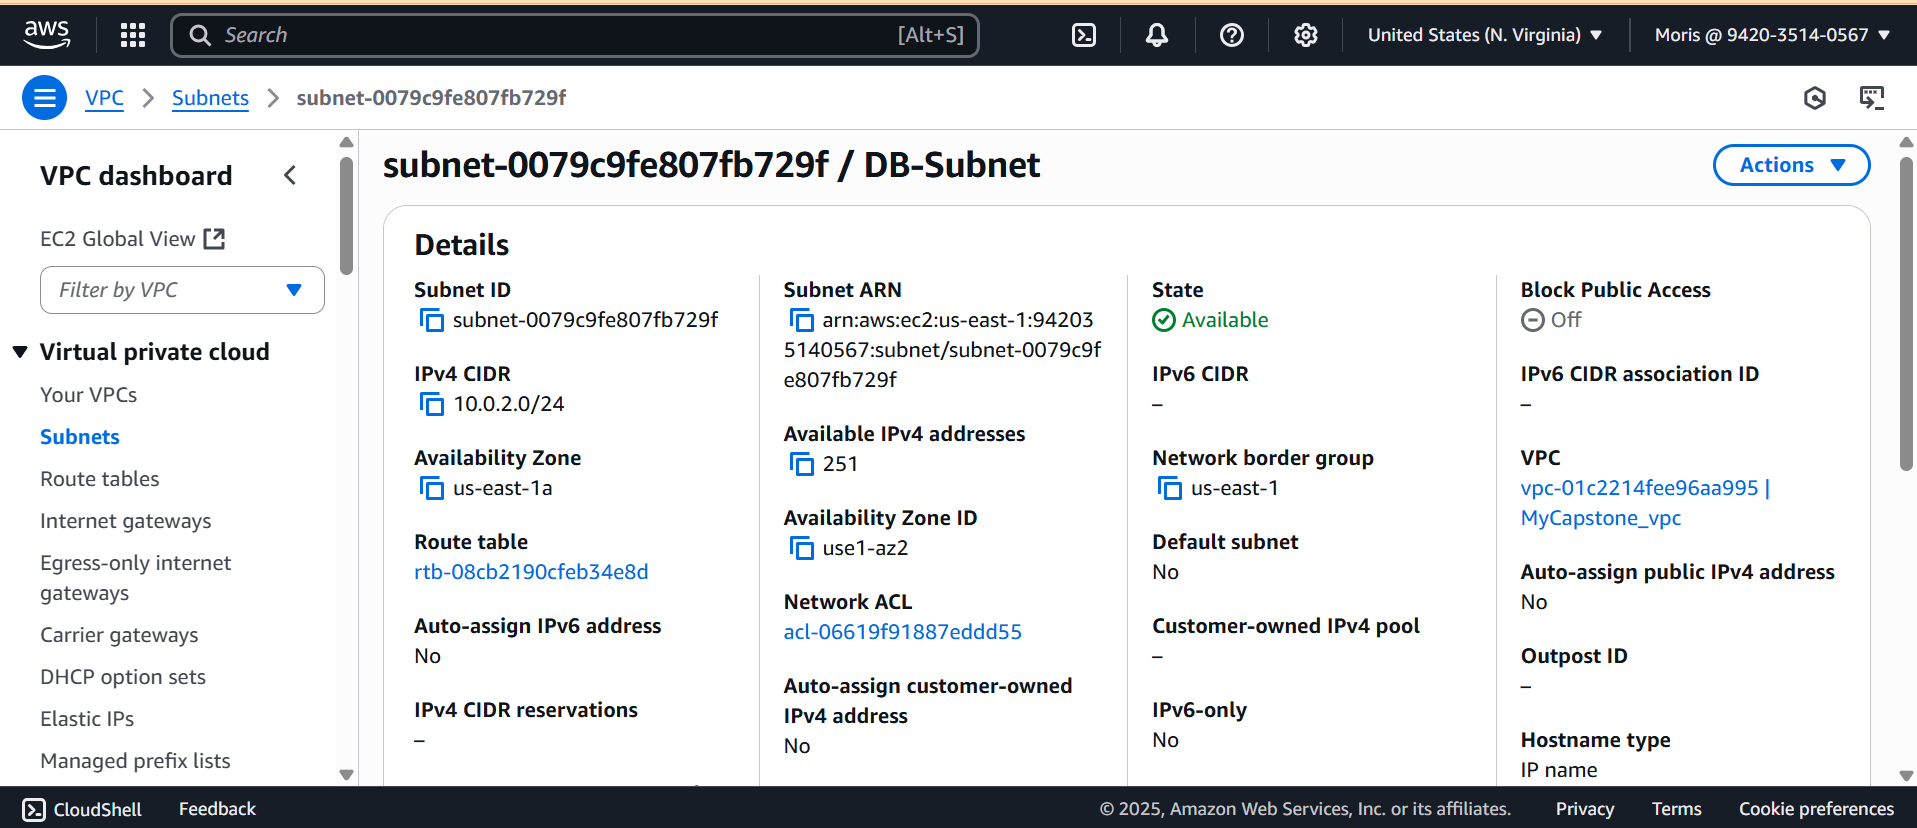 aws
Search
[Alt+S]
United States (N. Virginia)
Moris @ 9420-3514-0567
VPC
Subnets
subnet-0079c9fe807fb729f
VPC dashboard
EC2 Global View
Filter by VPC
Virtual private cloud
Your VPCs
Subnets
Route tables
Internet gateways
Egress-only internet
gateways
Carrier gateways
DHCP option sets
Elastic IPs
Managed prefix lists
subnet-0079c9fe807fb729f / DB-Subnet
Actions
Details
Subnet ID
subnet-0079c9fe807fb729f
IPv4 CIDR
10.0.2.0/24
Availability Zone
us-east-1a
Route table
rtb-08cb2190cfeb34e8d
Auto-assign IPv6 address
No
IPv4 CIDR reservations
–
Subnet ARN
arn:aws:ec2:us-east-1:94203
5140567:subnet/subnet-0079c9f
e807fb729f
Available IPv4 addresses
251
Availability Zone ID
use1-az2
Network ACL
acl-06619f91887eddd55
Auto-assign customer-owned
IPv4 address
No
State
Available
IPv6 CIDR
–
Network border group
us-east-1
Default subnet
No
Customer-owned IPv4 pool
–
IPv6-only
No
Block Public Access
Off
IPv6 CIDR association ID
–
VPC
vpc-01c2214fee96aa995 |
MyCapstone_vpc
Auto-assign public IPv4 address
No
Outpost ID
–
Hostname type
IP name
CloudShell
Feedback
© 2025, Amazon Web Services, Inc. or its affiliates.
Privacy
Terms
Cookie preferences